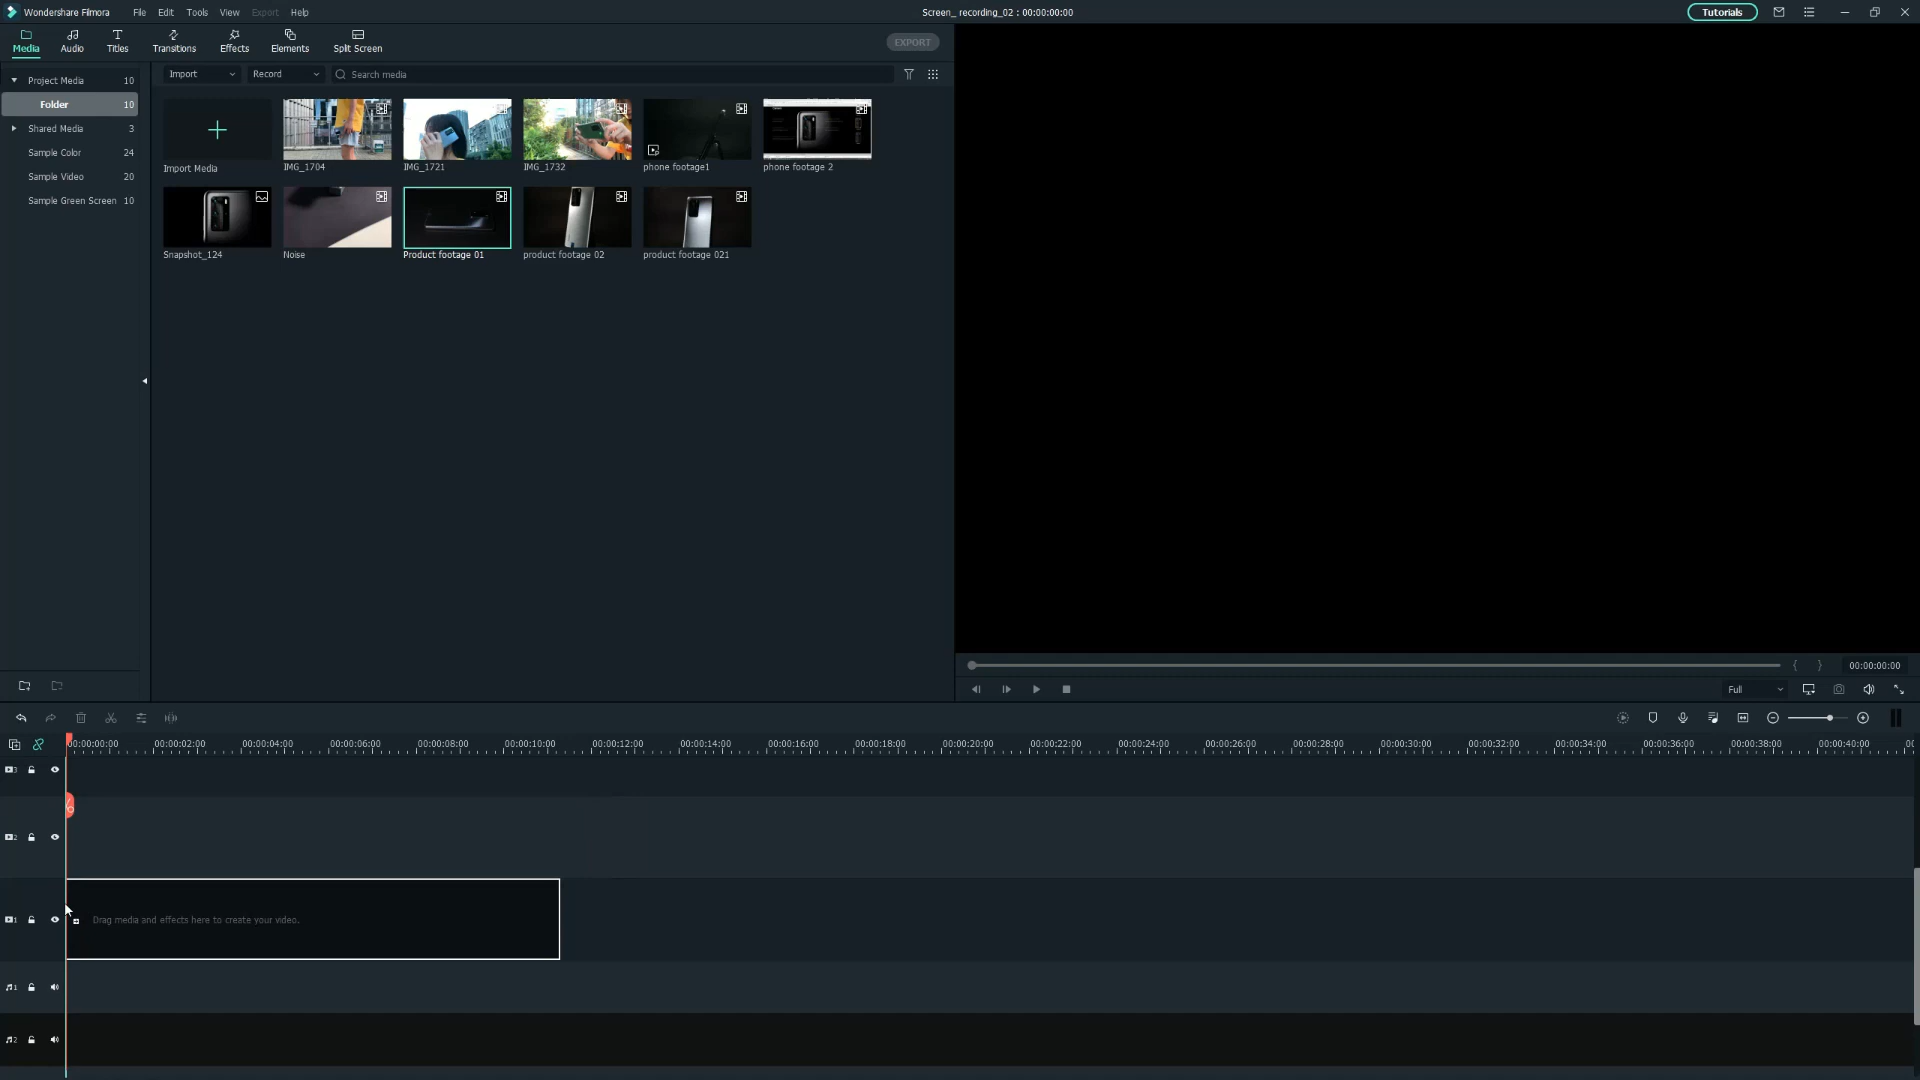 Wondershare Filmora File Edit Tools View Export Help Screen_ recording_02 : 00:00:00:00 Tutorials
Media Audio Titles Transitions Effects Elements Split Screen EXPORT
Import Record Search media
Project Media 10
Folder 10
Shared Media 3
Sample Color 24
Sample Video 20
Sample Green Screen 10
Import Media IMG_1704 IMG_1721 IMG_1732 phone footage1 phone footage 2
Snapshot_124 Noise Product footage 01 product footage 02 product footage 021
00:00:00:00
Full
00:00:00:00 00:00:02:00 00:00:04:00 00:00:06:00 00:00:08:00 00:00:10:00 00:00:12:00 00:00:14:00 00:00:16:00 00:00:18:00 00:00:20:00 00:00:22:00 00:00:24:00 00:00:26:00 00:00:28:00 00:00:30:00 00:00:32:00 00:00:34:00 00:00:36:00 00:00:38:00 00:00:40:00
3
2
1 Drag media and effects here to create your video.
1
2